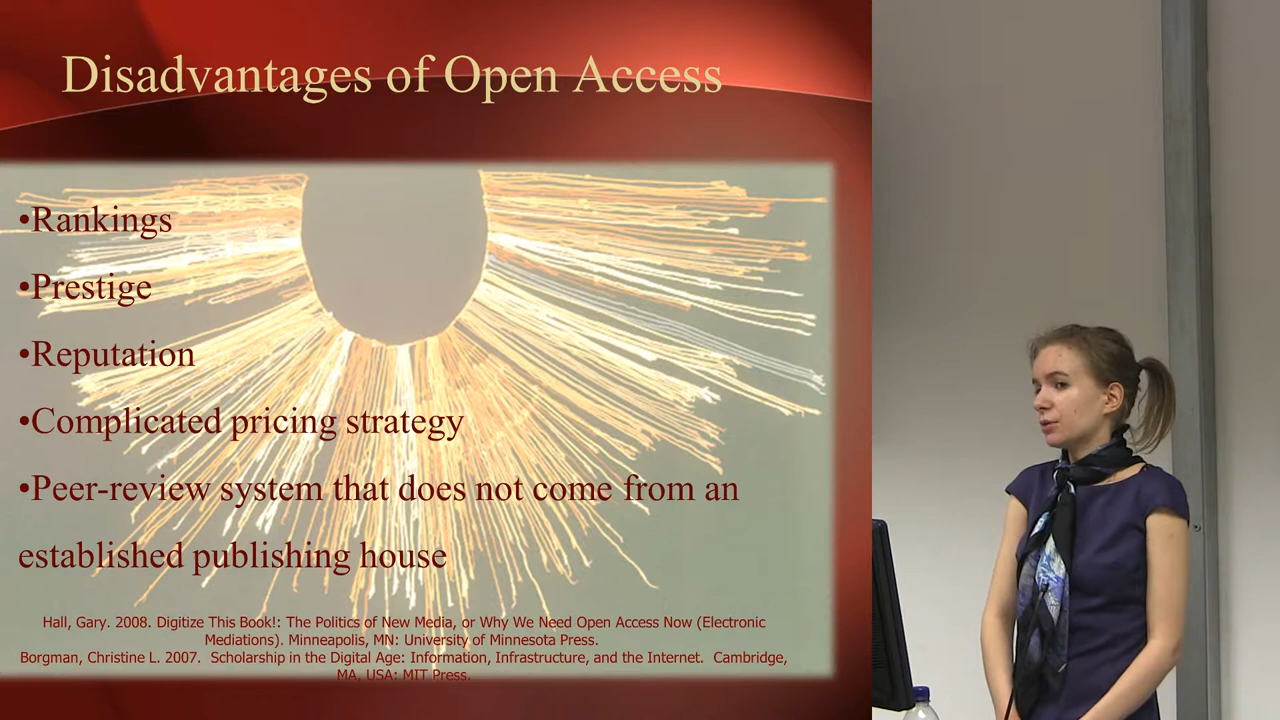 Disadvantages of Open Access
•Rankings
•Prestige
•Reputation
•Complicated pricing strategy
•Peer-review system that does not come from an
established publishing house
Hall, Gary. 2008. Digitize This Book!: The Politics of New Media, or Why We Need Open Access Now (Electronic
Mediations). Minneapolis, MN: University of Minnesota Press.
Borgman, Christine L. 2007. Scholarship in the Digital Age: Information, Infrastructure, and the Internet. Cambridge,
MA, USA: MIT Press.